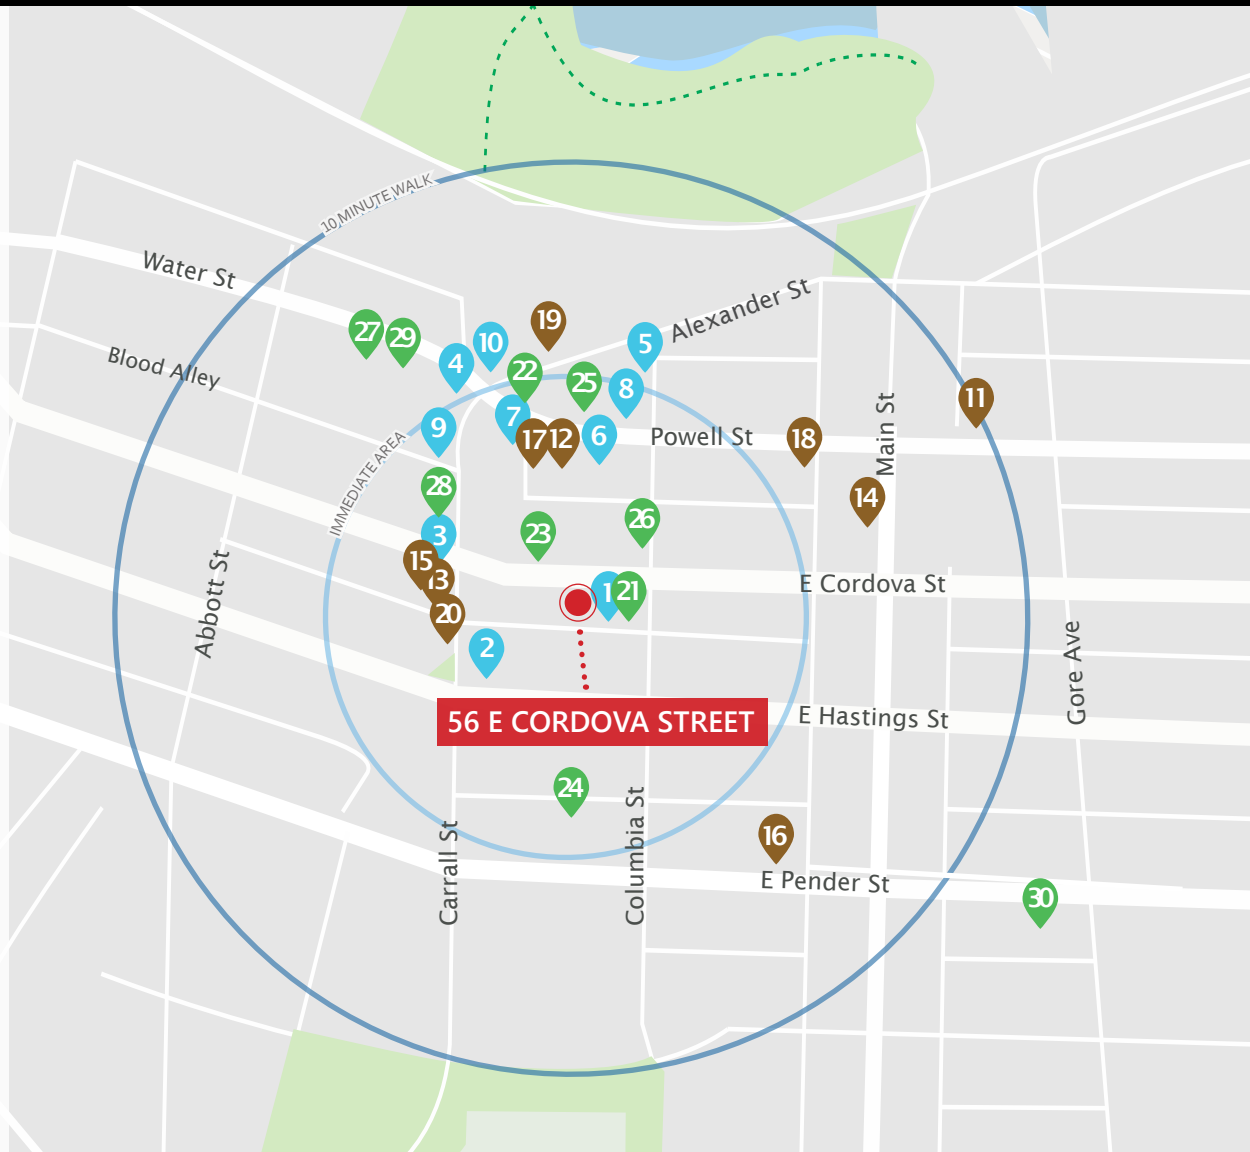 10 MINUTE WALK
Water St
Alexander St
19
27
29
10
5
4
22
25
8
Blood Alley
11
7
9
17
12
6
Powell St
18
Main St
IMMEDIATE AREA
28
14
26
3
23
15
13
E Cordova St
1
21
Abbott St
20
2
Gore Ave
E Hastings St
56 E CORDOVA STREET
24
16
Carrall St
Columbia St
E Pender St
30